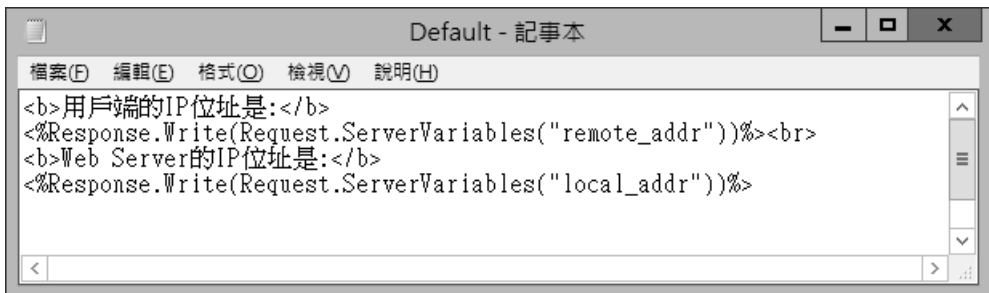 Default - 記事本
檔案(F) 編輯(E) 格式(O) 檢視(V) 說明(H)
<b>用戶端的IP位址是:</b>
<%Response.Write(Request.ServerVariables("remote_addr"))%><br>
<b>Web Server的IP位址是:</b>
<%Response.Write(Request.ServerVariables("local_addr"))%>